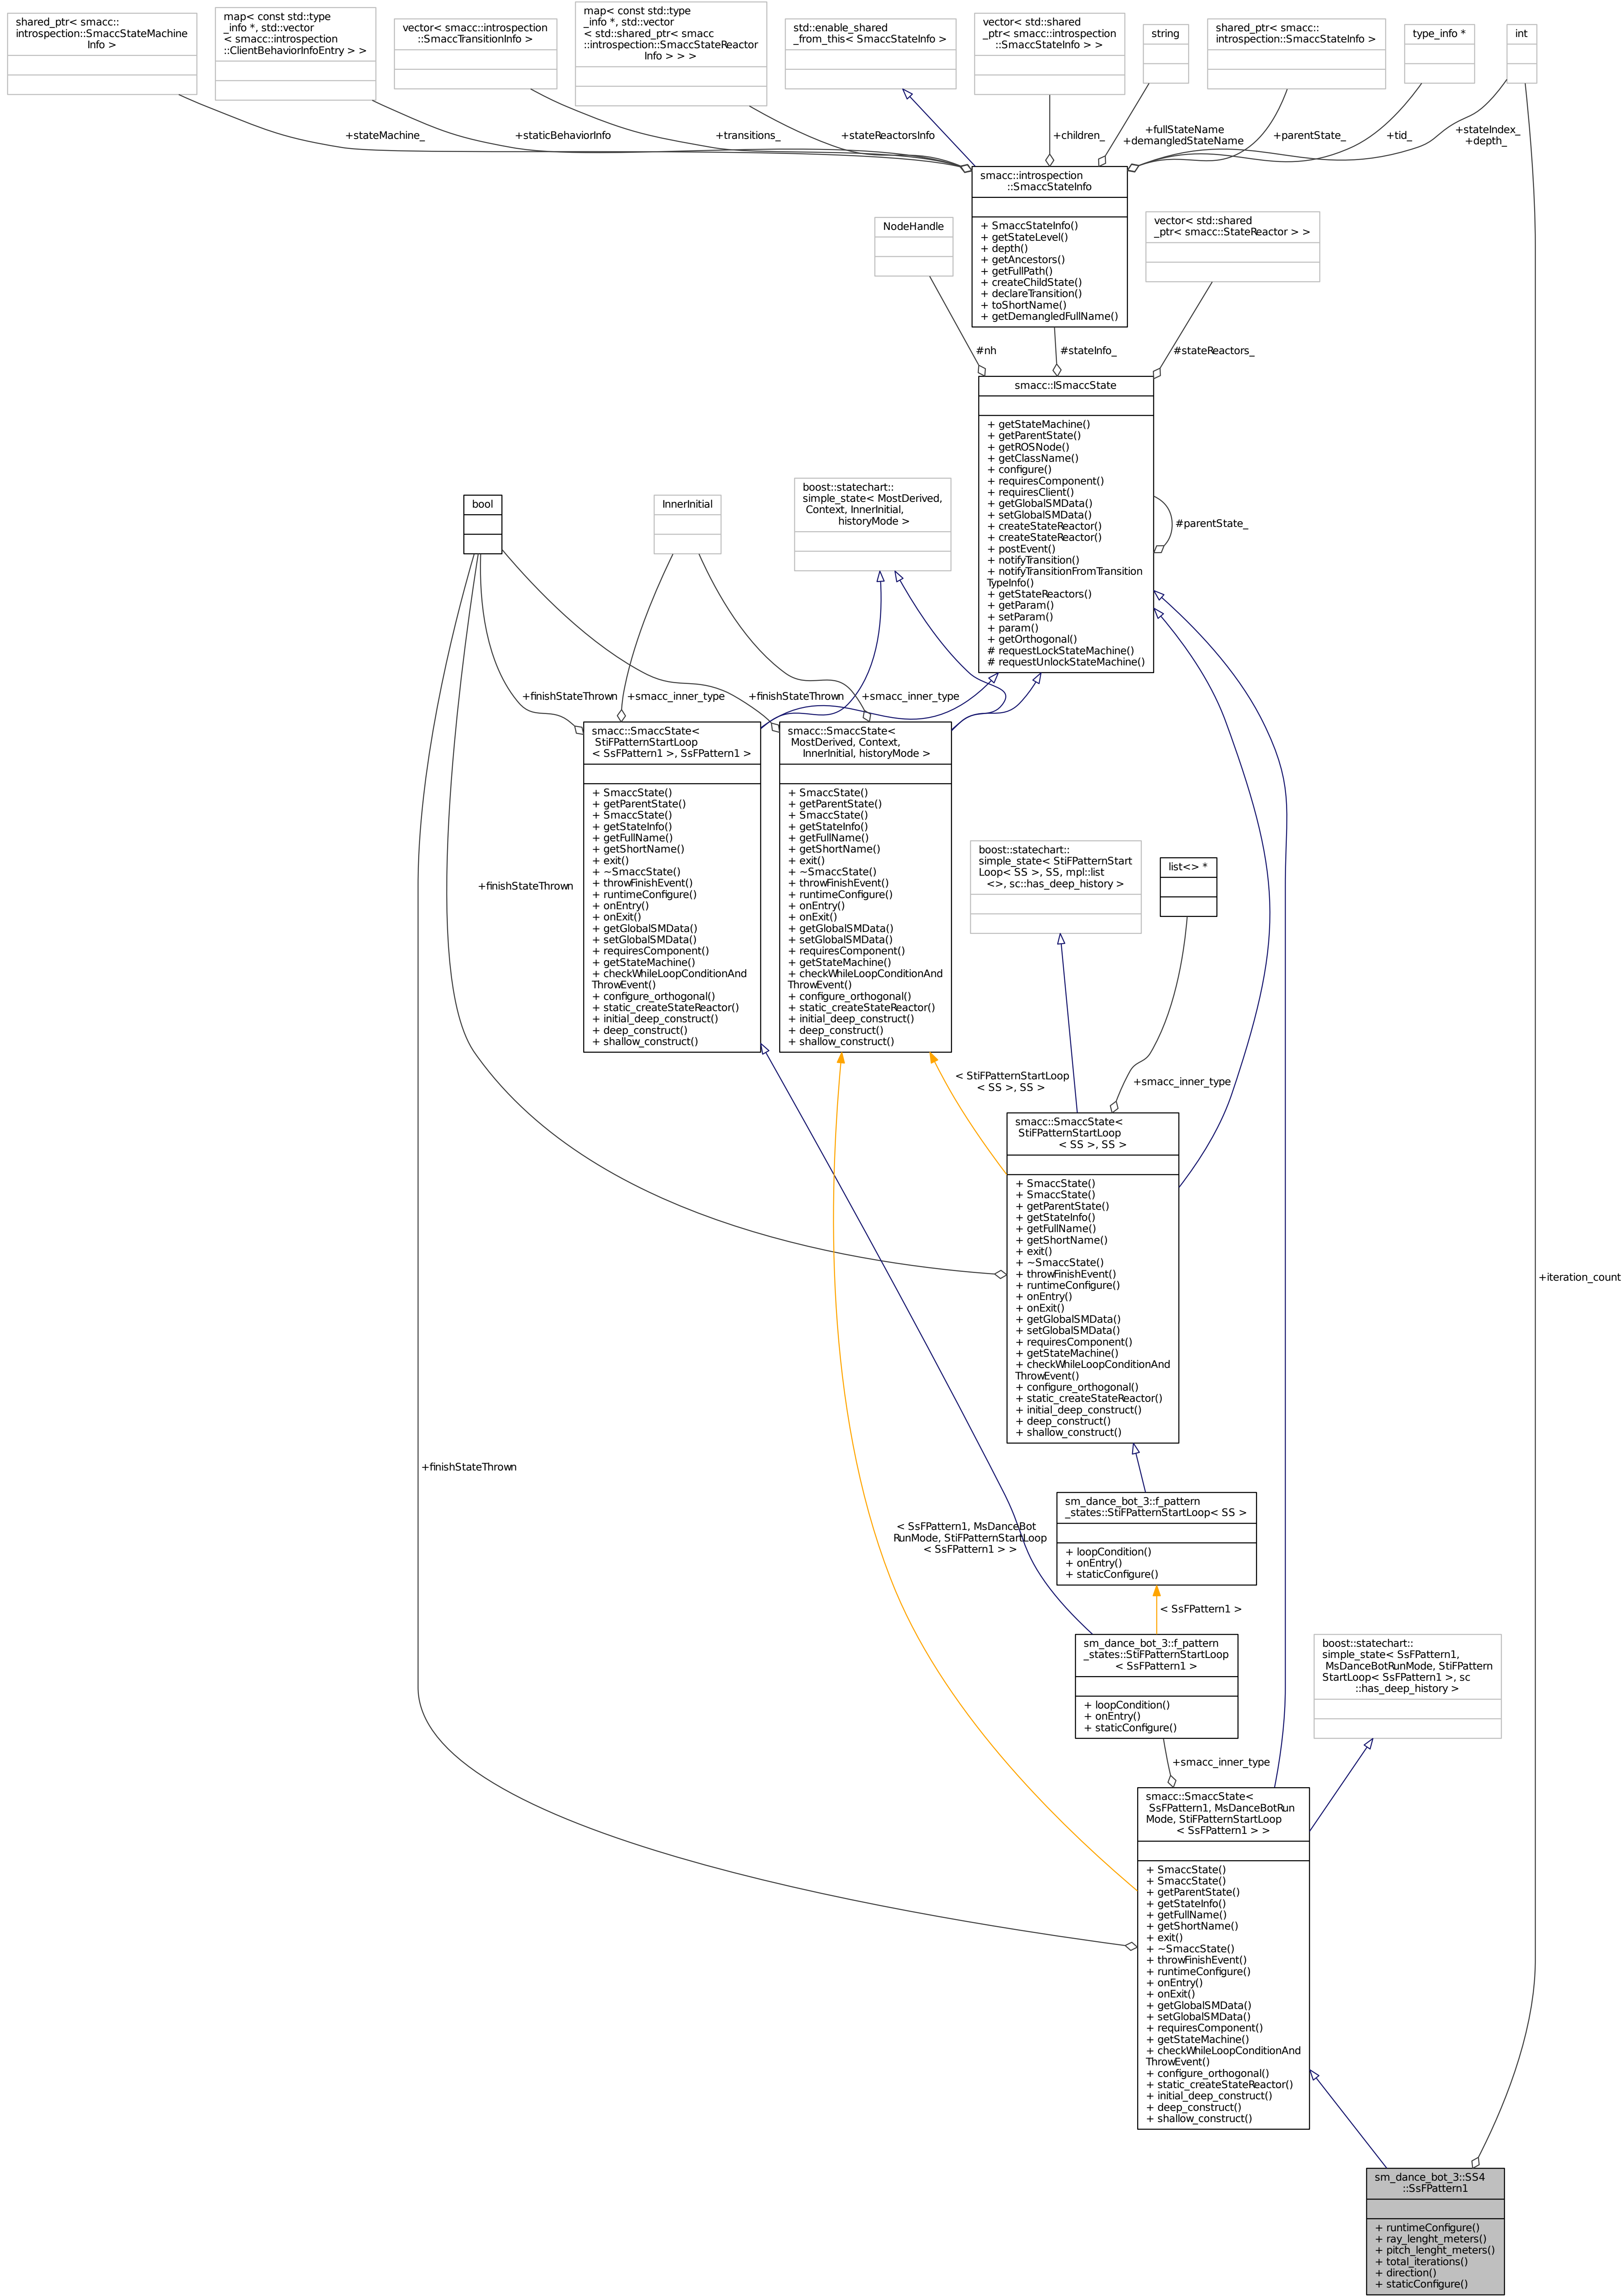 shared_ptr< smacc::
introspection::SmaccStateMachine
Info >
map< const std::type
_info *, std::vector
< smacc::introspection
::ClientBehaviorInfoEntry > >
vector< smacc::introspection
::SmaccTransitionInfo >
map< const std::type
_info *, std::vector
< std::shared_ptr< smacc
::introspection::SmaccStateReactor
Info > > >
std::enable_shared
_from_this< SmaccStateInfo >
vector< std::shared
_ptr< smacc::introspection
::SmaccStateInfo > >
string
shared_ptr< smacc::
introspection::SmaccStateInfo >
type_info *
int
+stateMachine_
+staticBehaviorInfo
+transitions_
+stateReactorsInfo
+children_
+fullStateName
+demangledStateName
+parentState_
+tid_
+stateIndex_
+depth_
smacc::introspection
::SmaccStateInfo
+ SmaccStateInfo()
+ getStateLevel()
+ depth()
+ getAncestors()
+ getFullPath()
+ createChildState()
+ declareTransition()
+ toShortName()
+ getDemangledFullName()
NodeHandle
vector< std::shared
_ptr< smacc::StateReactor > >
#nh
#stateInfo_
#stateReactors_
smacc::ISmaccState
+ getStateMachine()
+ getParentState()
+ getROSNode()
+ getClassName()
+ configure()
+ requiresComponent()
+ requiresClient()
+ getGlobalSMData()
+ setGlobalSMData()
+ createStateReactor()
+ createStateReactor()
+ postEvent()
+ notifyTransition()
+ notifyTransitionFromTransition
TypeInfo()
+ getStateReactors()
+ getParam()
+ setParam()
+ param()
+ getOrthogonal()
# requestLockStateMachine()
# requestUnlockStateMachine()
#parentState_
bool
InnerInitial
boost::statechart::
simple_state< MostDerived,
Context, InnerInitial,
historyMode >
+finishStateThrown
+smacc_inner_type
+finishStateThrown
+smacc_inner_type
smacc::SmaccState<
StiFPatternStartLoop
< SsFPattern1 >, SsFPattern1 >
+ SmaccState()
+ getParentState()
+ SmaccState()
+ getStateInfo()
+ getFullName()
+ getShortName()
+ exit()
+ ~SmaccState()
+ throwFinishEvent()
+ runtimeConfigure()
+ onEntry()
+ onExit()
+ getGlobalSMData()
+ setGlobalSMData()
+ requiresComponent()
+ getStateMachine()
+ checkWhileLoopConditionAnd
ThrowEvent()
+ configure_orthogonal()
+ static_createStateReactor()
+ initial_deep_construct()
+ deep_construct()
+ shallow_construct()
smacc::SmaccState<
MostDerived, Context,
InnerInitial, historyMode >
+ SmaccState()
+ getParentState()
+ SmaccState()
+ getStateInfo()
+ getFullName()
+ getShortName()
+ exit()
+ ~SmaccState()
+ throwFinishEvent()
+ runtimeConfigure()
+ onEntry()
+ onExit()
+ getGlobalSMData()
+ setGlobalSMData()
+ requiresComponent()
+ getStateMachine()
+ checkWhileLoopConditionAnd
ThrowEvent()
+ configure_orthogonal()
+ static_createStateReactor()
+ initial_deep_construct()
+ deep_construct()
+ shallow_construct()
+finishStateThrown
boost::statechart::
simple_state< StiFPatternStart
Loop< SS >, SS, mpl::list
<>, sc::has_deep_history >
list<> *
< StiFPatternStartLoop
< SS >, SS >
+smacc_inner_type
smacc::SmaccState<
StiFPatternStartLoop
< SS >, SS >
+ SmaccState()
+ SmaccState()
+ getParentState()
+ getStateInfo()
+ getFullName()
+ getShortName()
+ exit()
+ ~SmaccState()
+ throwFinishEvent()
+ runtimeConfigure()
+ onEntry()
+ onExit()
+ getGlobalSMData()
+ setGlobalSMData()
+ requiresComponent()
+ getStateMachine()
+ checkWhileLoopConditionAnd
ThrowEvent()
+ configure_orthogonal()
+ static_createStateReactor()
+ initial_deep_construct()
+ deep_construct()
+ shallow_construct()
+iteration_count
+finishStateThrown
sm_dance_bot_3::f_pattern
_states::StiFPatternStartLoop< SS >
+ loopCondition()
+ onEntry()
+ staticConfigure()
< SsFPattern1, MsDanceBot
RunMode, StiFPatternStartLoop
< SsFPattern1 > >
< SsFPattern1 >
sm_dance_bot_3::f_pattern
_states::StiFPatternStartLoop
< SsFPattern1 >
+ loopCondition()
+ onEntry()
+ staticConfigure()
boost::statechart::
simple_state< SsFPattern1,
MsDanceBotRunMode, StiFPattern
StartLoop< SsFPattern1 >, sc
::has_deep_history >
+smacc_inner_type
smacc::SmaccState<
SsFPattern1, MsDanceBotRun
Mode, StiFPatternStartLoop
< SsFPattern1 > >
+ SmaccState()
+ SmaccState()
+ getParentState()
+ getStateInfo()
+ getFullName()
+ getShortName()
+ exit()
+ ~SmaccState()
+ throwFinishEvent()
+ runtimeConfigure()
+ onEntry()
+ onExit()
+ getGlobalSMData()
+ setGlobalSMData()
+ requiresComponent()
+ getStateMachine()
+ checkWhileLoopConditionAnd
ThrowEvent()
+ configure_orthogonal()
+ static_createStateReactor()
+ initial_deep_construct()
+ deep_construct()
+ shallow_construct()
sm_dance_bot_3::SS4
::SsFPattern1
+ runtimeConfigure()
+ ray_lenght_meters()
+ pitch_lenght_meters()
+ total_iterations()
+ direction()
+ staticConfigure()